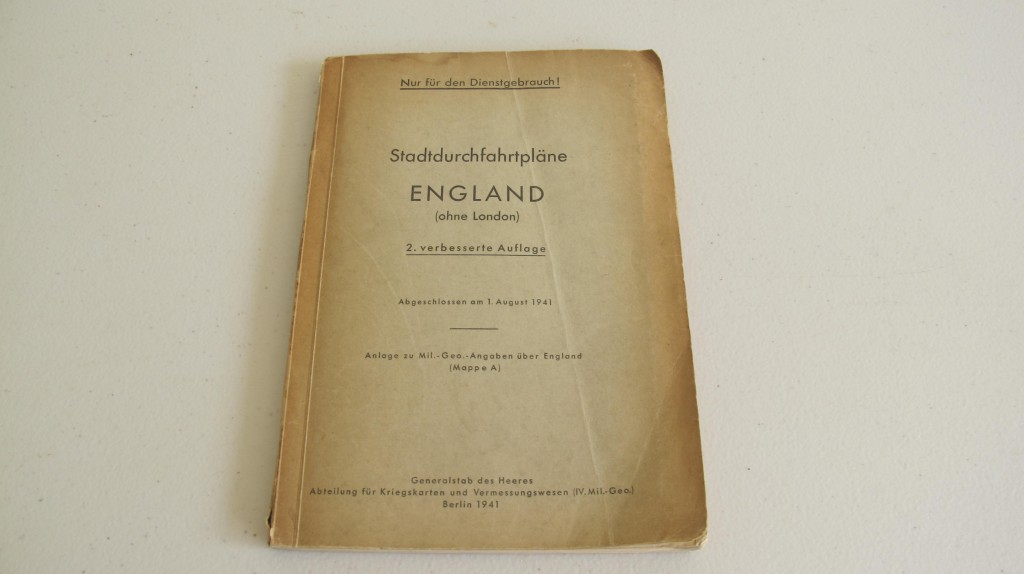 Nur für den Dienstgebrauch!
Stadtdurchfahrtpläne
ENGLAND
(ohne London)
2. verbesserte Auflage
Abgeschlossen am 1. August 1941
Anlage zu Mil.-Geo.-Angaben über England
(Mappe A)
Generalstab des Heeres
Abteilung für Kriegskarten und Vermessungswesen (IV. Mil.-Geo.)
Berlin 1941